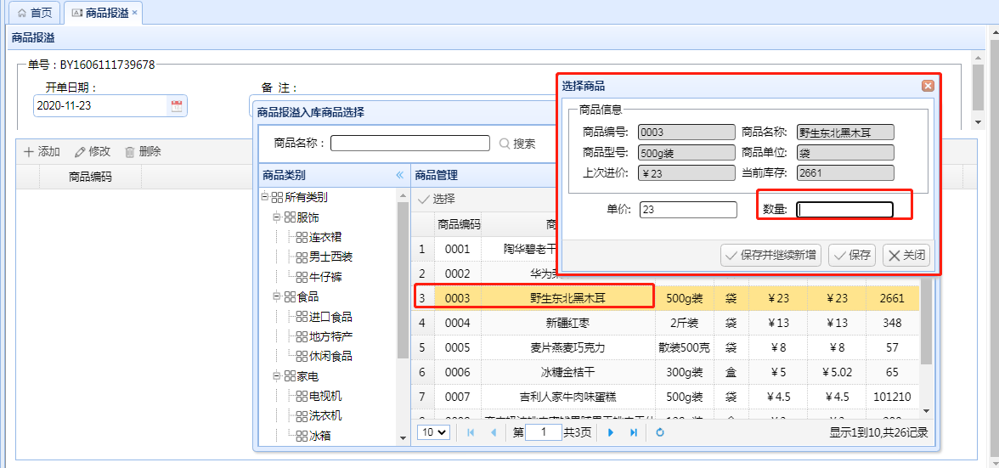 首页 商品报溢
商品报溢
单号：BY1606111739678
开单日期：
备 注：
2020-11-23
添加 修改 删除
商品编码
商品报溢入库商品选择
商品名称： 搜索
商品类别
所有类别
服饰
连衣裙
男士西装
牛仔裤
食品
进口食品
地方特产
休闲食品
家电
电视机
洗衣机
冰箱
商品管理
选择
商品编码
1 0001 陶华碧老干
2 0002 华为
3 0003 野生东北黑木耳 500g装 袋 ￥23 ￥23 2661
4 0004 新疆红枣 2斤装 袋 ￥13 ￥13 348
5 0005 麦片燕麦巧克力 散装500克 袋 ￥8 ￥8 57
6 0006 冰糖金桔干 300g装 盒 ￥5 ￥5.02 65
7 0007 吉利人家牛肉味蛋糕 500g装 袋 ￥4.5 ￥4.5 101210
10 第 1 共3页 显示1到10,共26记录
选择商品
商品信息
商品编号: 0003 商品名称: 野生东北黑木耳
商品型号: 500g装 商品单位: 袋
上次进价: ￥23 当前库存: 2661
单价: 23 数量:
保存并继续新增 保存 关闭